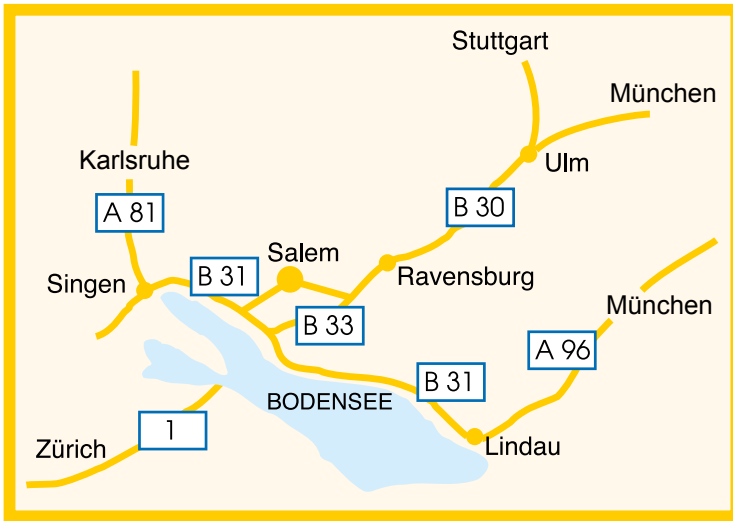 Stuttgart
München
Karlsruhe
Ulm
A 81
B 30
Salem
B 31
Ravensburg
Singen
München
B 33
A 96
B 31
BODENSEE
1
Zürich
Lindau